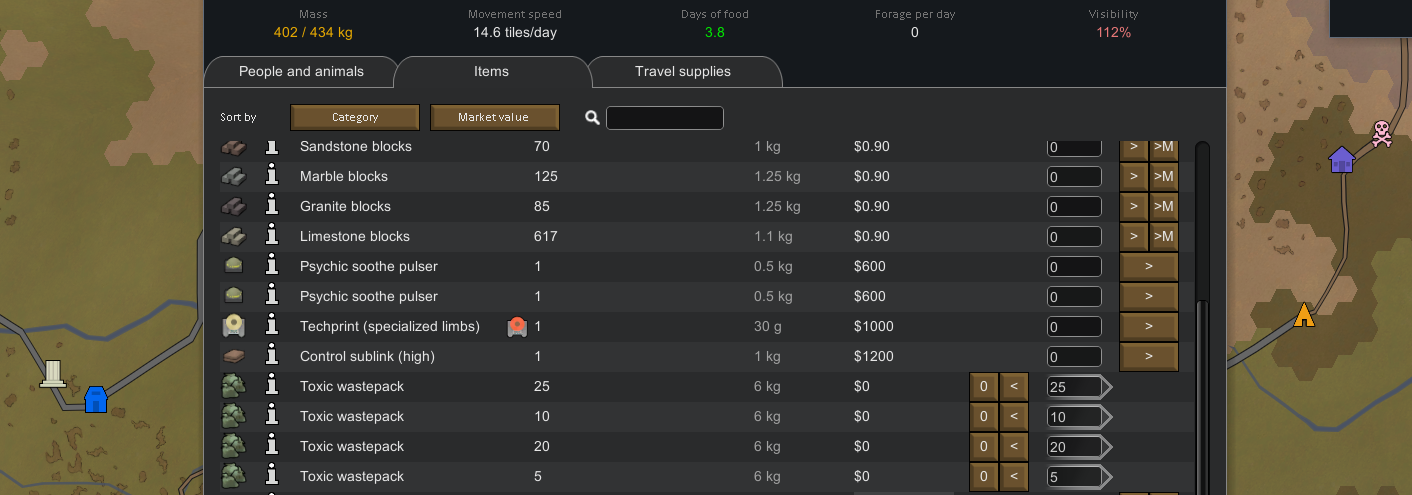 Mass Movement speed Days of food Forage per day Visibility
402 / 434 kg 14.6 tiles/day 3.8 0 112%
People and animals Items Travel supplies
Sort by Category Market value
Sandstone blocks 70 1 kg $0.90 0 > >M
Marble blocks 125 1.25 kg $0.90 0 > >M
Granite blocks 85 1.25 kg $0.90 0 > >M
Limestone blocks 617 1.1 kg $0.90 0 > >M
Psychic soothe pulser 1 0.5 kg $600 0 >
Psychic soothe pulser 1 0.5 kg $600 0 >
Techprint (specialized limbs) 1 30 g $1000 0 >
Control sublink (high) 1 1 kg $1200 0 >
Toxic wastepack 25 6 kg $0 0 < 25
Toxic wastepack 10 6 kg $0 0 < 10
Toxic wastepack 20 6 kg $0 0 < 20
Toxic wastepack 5 6 kg $0 0 < 5